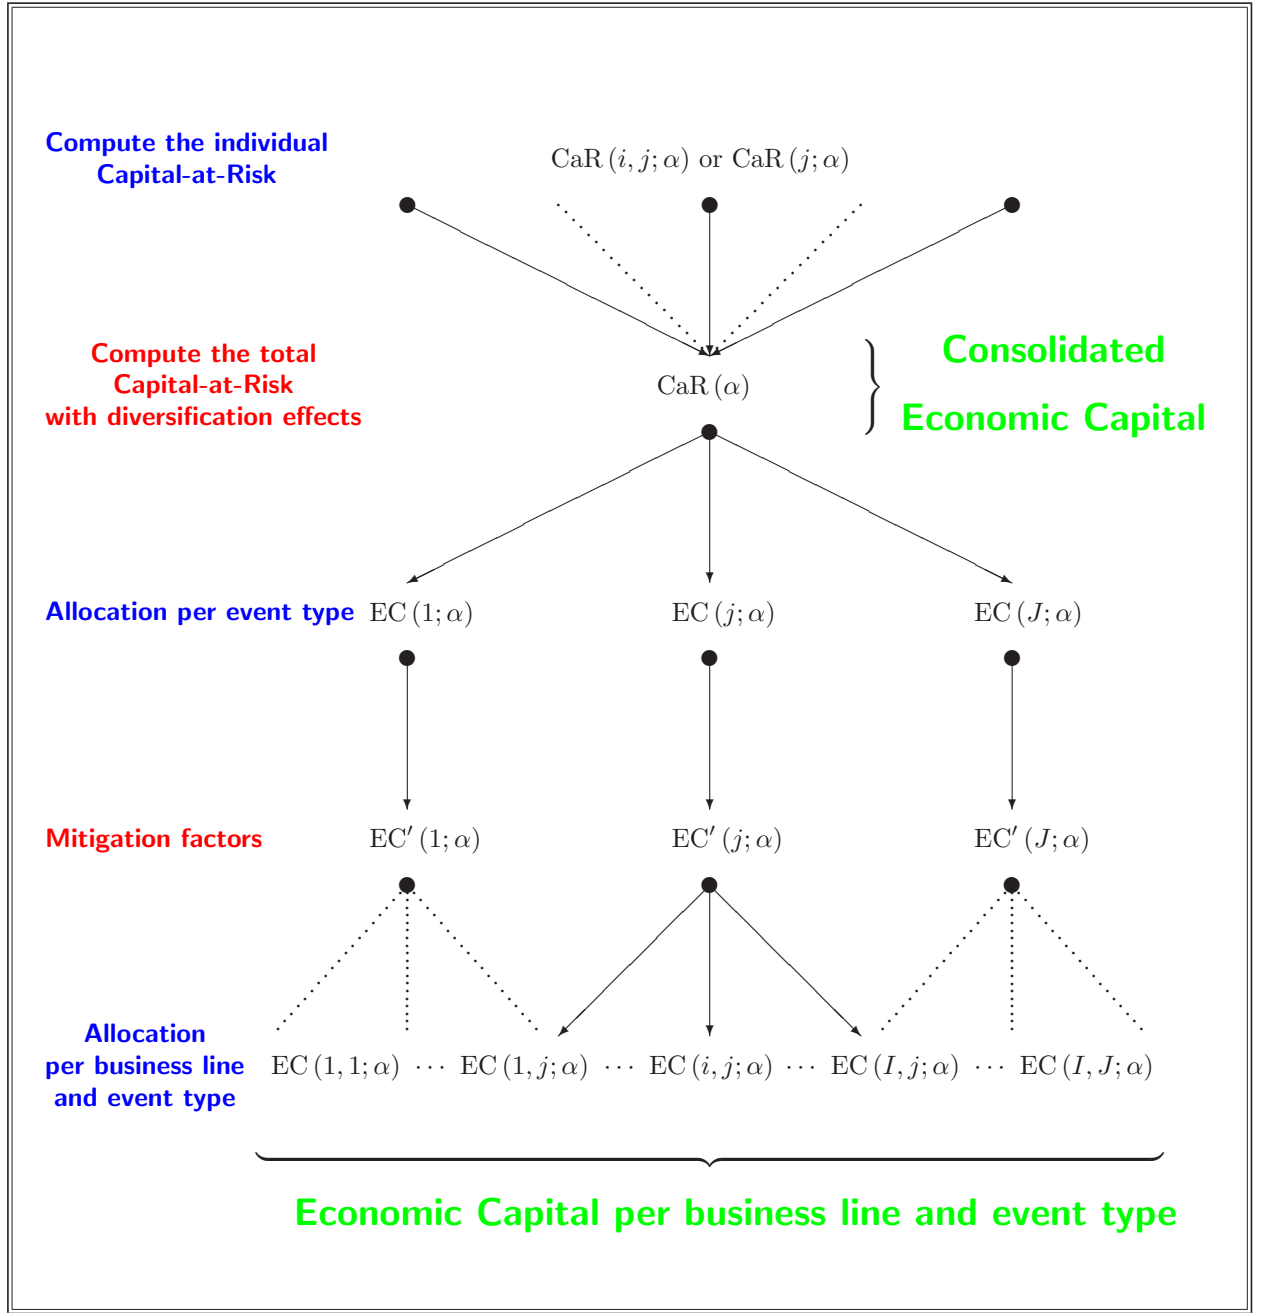 Compute the individual
Capital-at-Risk
CaR (i, j; α) or CaR (j; α)
Compute the total
Capital-at-Risk
with diversification effects
CaR (α)
Consolidated
Economic Capital
Allocation per event type EC (1; α) EC (j; α) EC (J; α)
Mitigation factors EC′ (1; α) EC′ (j; α) EC′ (J; α)
Allocation
per business line
and event type
EC (1, 1; α) ··· EC (1, j; α) ··· EC (i, j; α) ··· EC (I, j; α) ··· EC (I, J; α)
Economic Capital per business line and event type